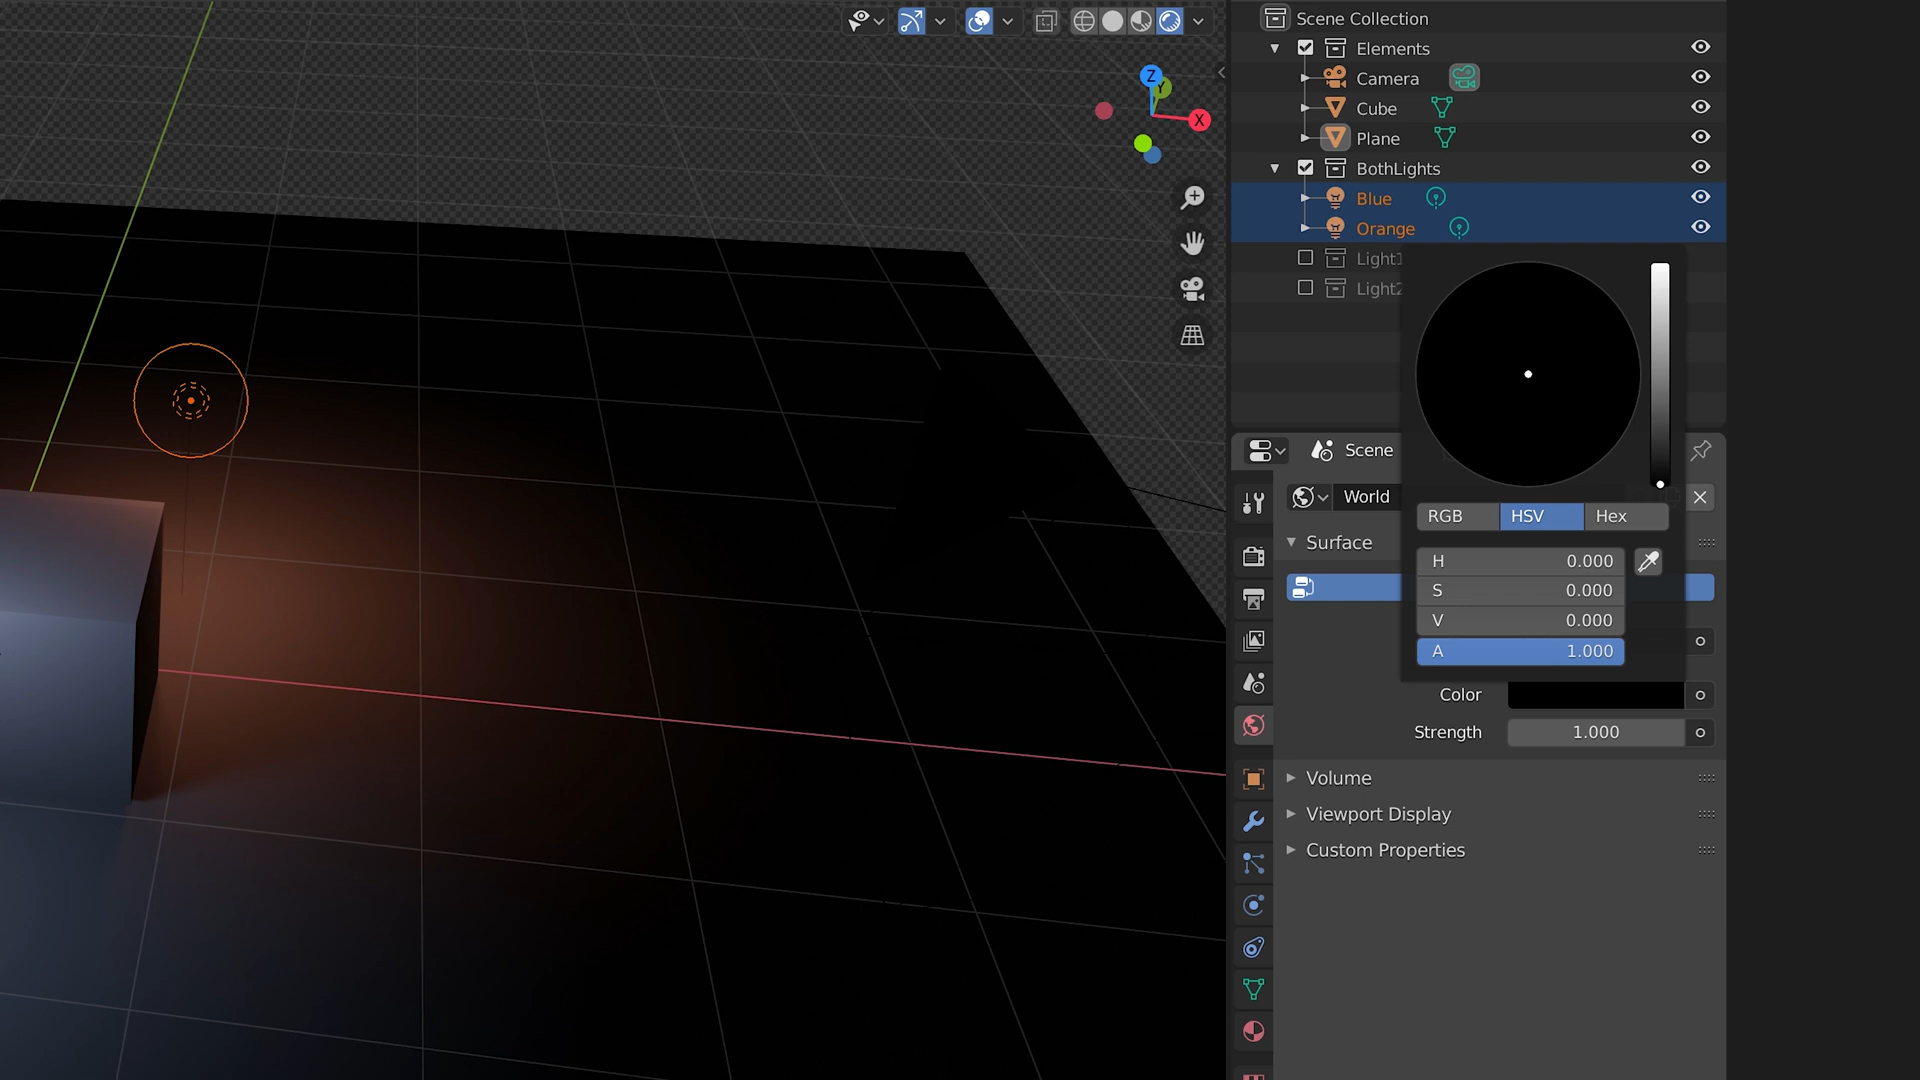 Scene Collection
Elements
Z
Y
Camera
Cube
X
Plane
BothLights
Blue
Orange
Light1
Light2
Scene
World
RGB HSV Hex
Surface
H 0.000
S 0.000
V 0.000
A 1.000
Color
Strength 1.000
Volume
Viewport Display
Custom Properties